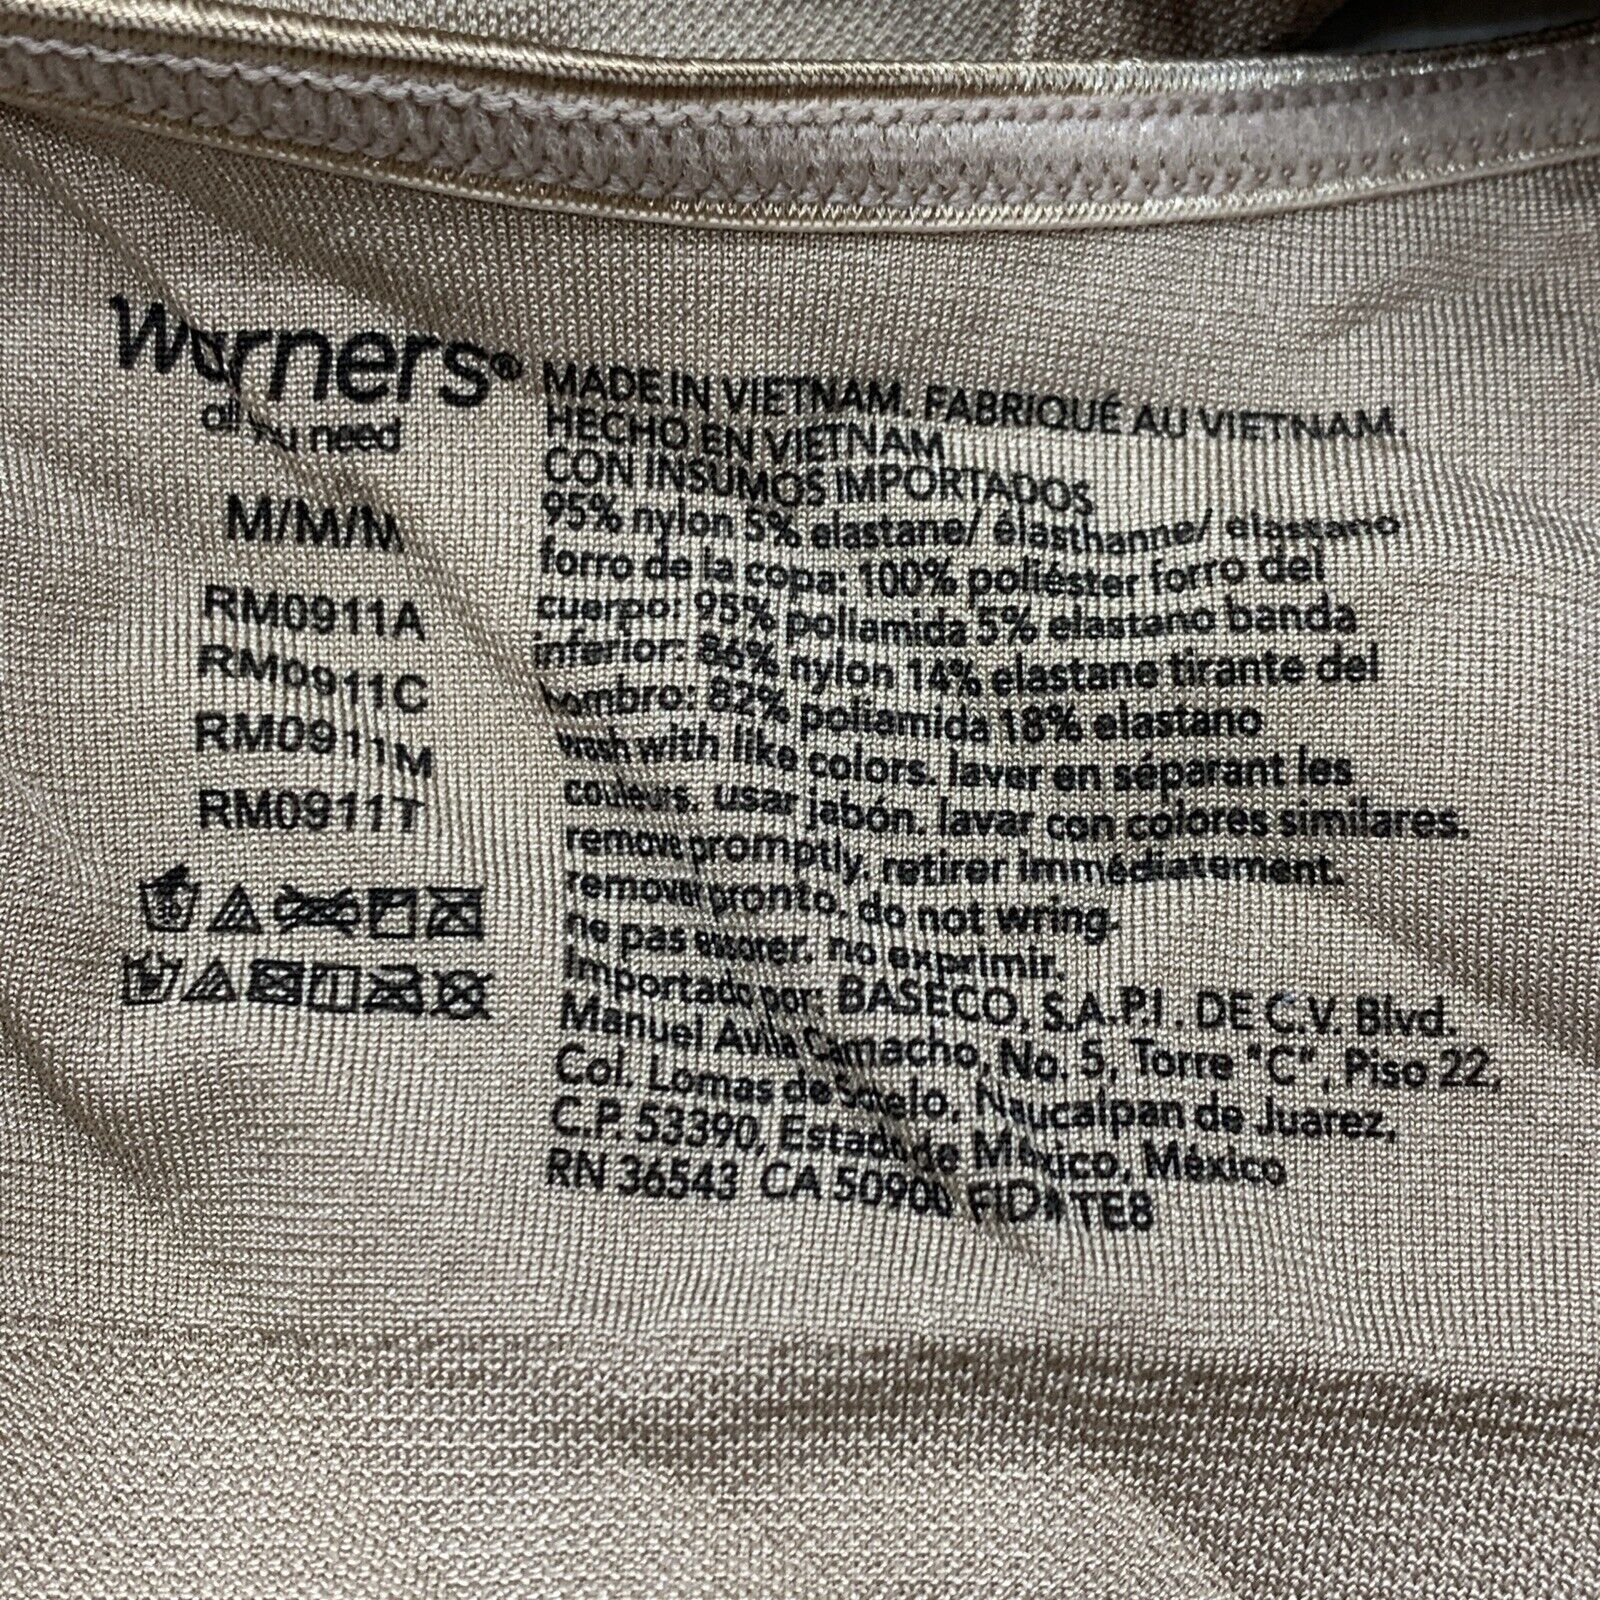 Warners®
all you need
M/M/M
RM0911A
RM0911C
RM0911M
RM0911T
30
MADE IN VIETNAM. FABRIQUÉ AU VIETNAM.
HECHO EN VIETNAM
CON INSUMOS IMPORTADOS
95% nylon 5% elastane/ élasthanne/ elastano
forro de la copa: 100% poliéster forro del
cuerpo: 95% poliamida 5% elastano banda
inferior: 86% nylon 14% elastane tirante del
hombro: 82% poliamida 18% elastano
wash with like colors. laver en séparant les
couleurs. usar jabón. lavar con colores similares.
remove promptly. retirer immédiatement.
remover pronto. do not wring.
ne pas essorer. no exprimir.
Importado por: BASECO, S.A.P.I. DE C.V. Blvd.
Manuel Avila Camacho, No. 5, Torre "C", Piso 22,
Col. Lomas de Sotelo, Naucalpan de Juarez,
C.P. 53390, Estado de México, México
RN 36543 CA 50900 FID# TE8